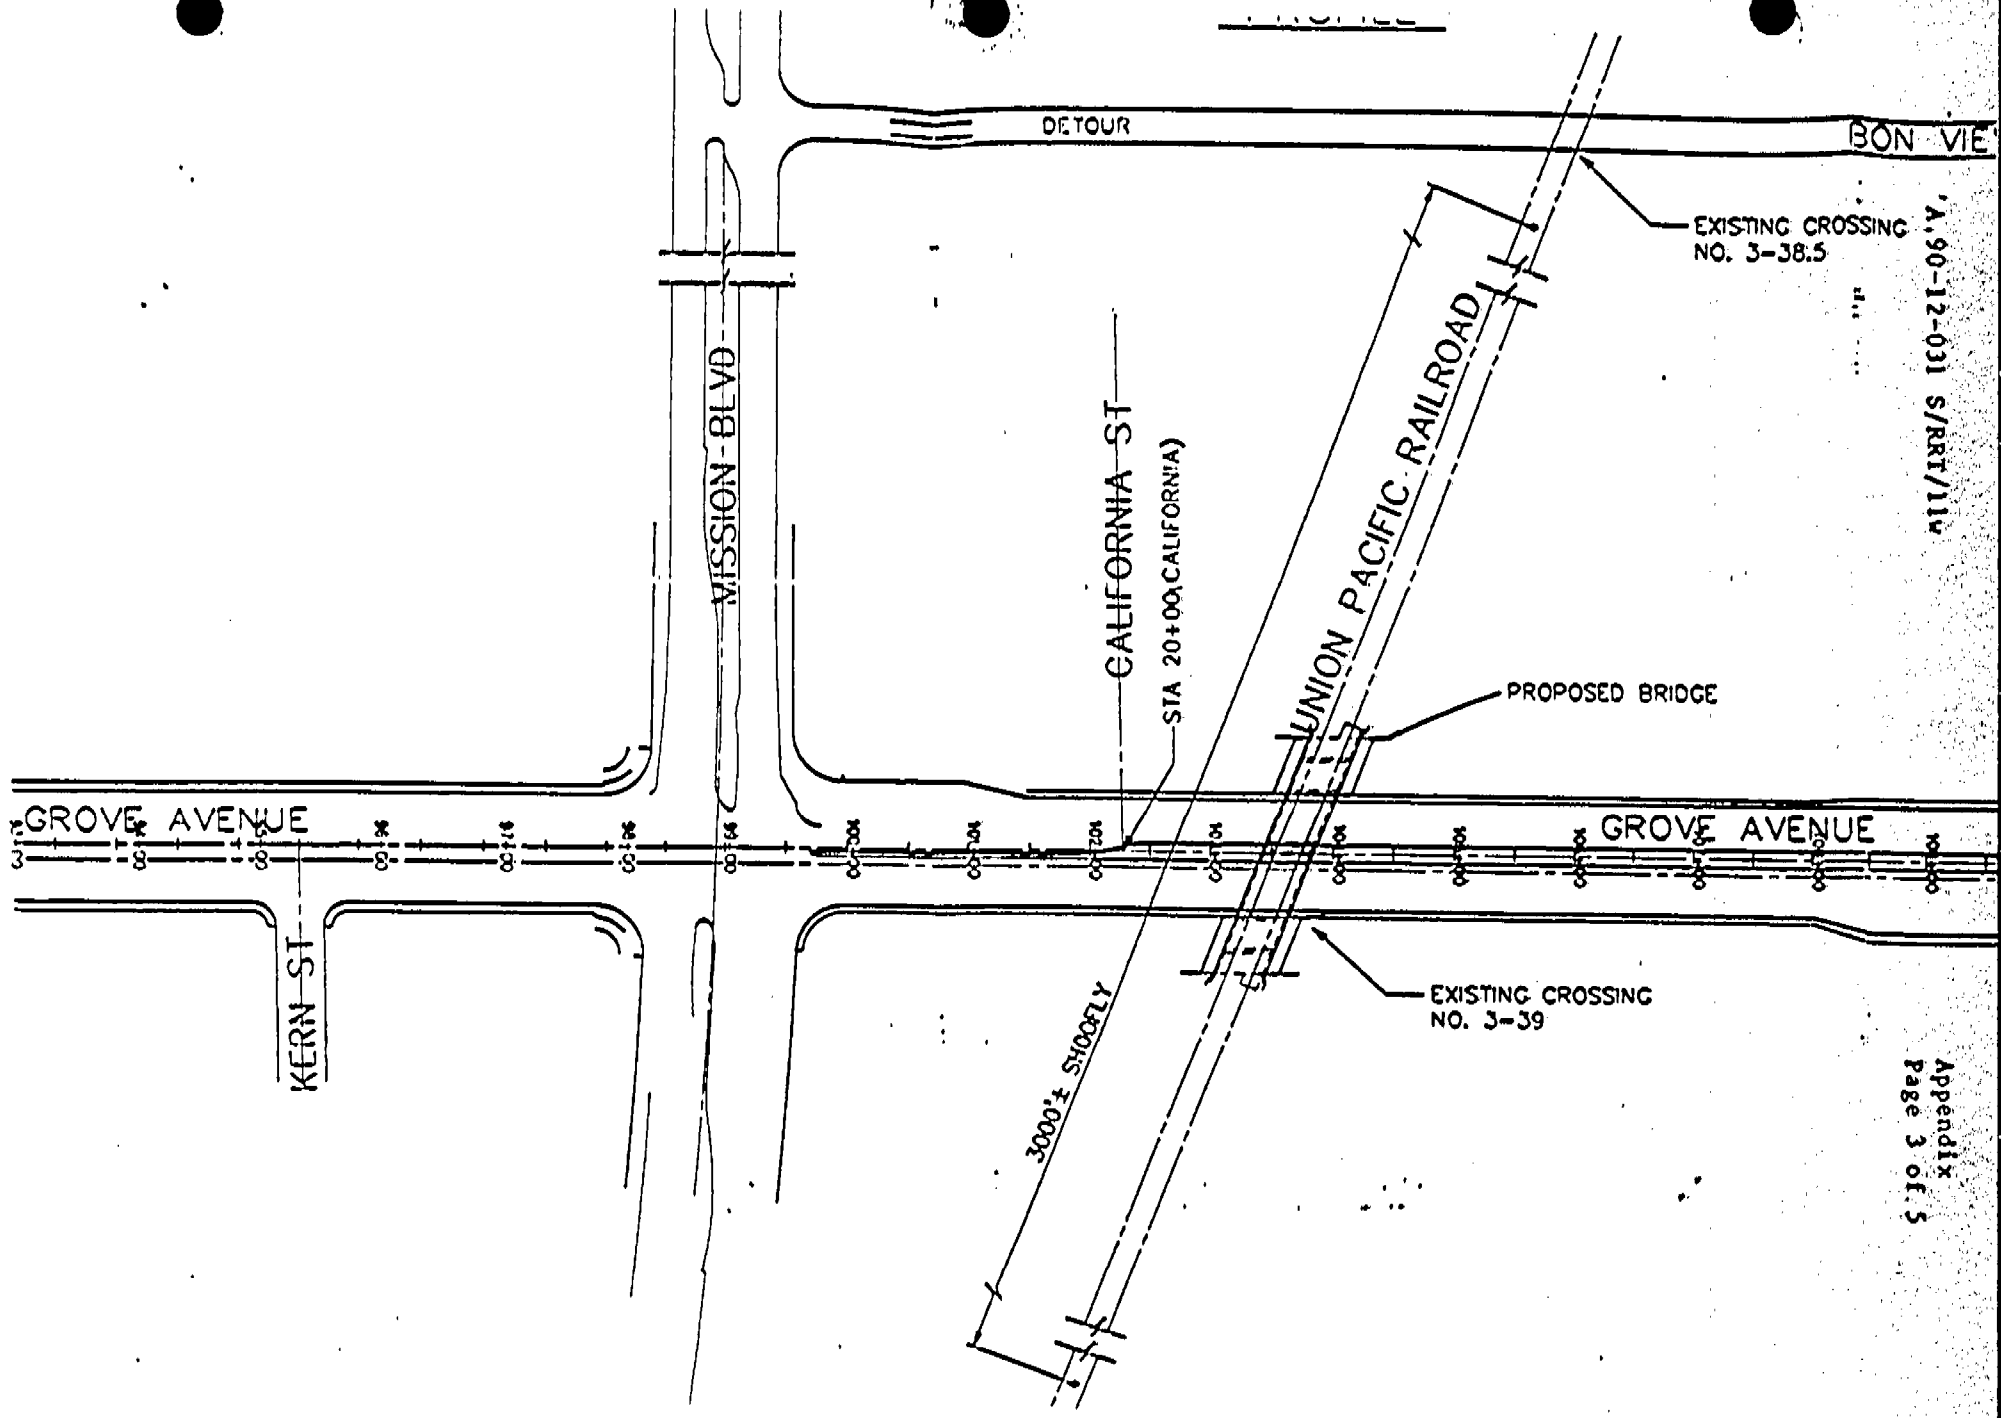 PROFILE
DETOUR
BON VIE
A.90-12-031 S/RRT/llw
EXISTING CROSSING
NO. 3-38.5
MISSION BLVD
CALIFORNIA ST
STA 20+00(CALIFORNIA)
UNION PACIFIC RAILROAD
PROPOSED BRIDGE
GROVE AVENUE
GROVE AVENUE
KERN ST
3000'± SHOOFLY
EXISTING CROSSING
NO. 3-39
Appendix
Page 3 of 5